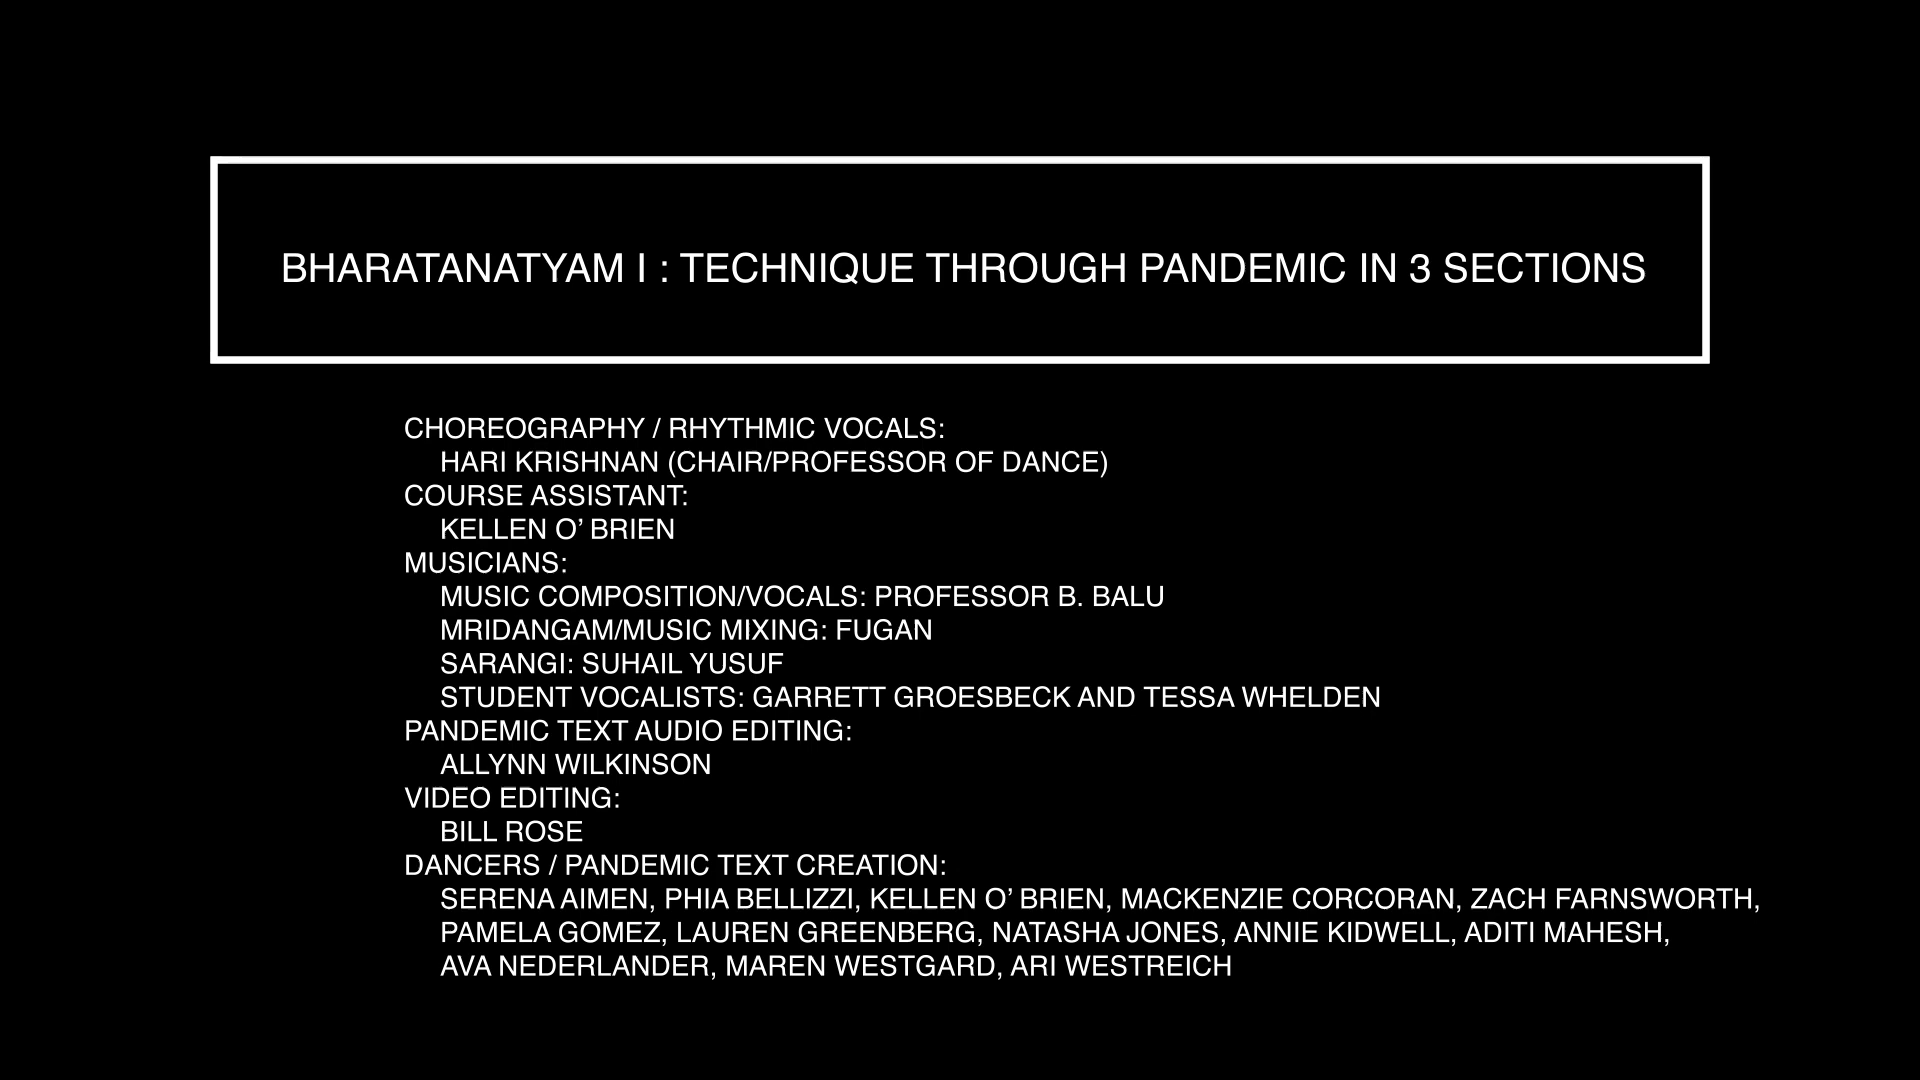 BHARATANATYAM I : TECHNIQUE THROUGH PANDEMIC IN 3 SECTIONS
CHOREOGRAPHY / RHYTHMIC VOCALS:
HARI KRISHNAN (CHAIR/PROFESSOR OF DANCE)
COURSE ASSISTANT:
KELLEN O’ BRIEN
MUSICIANS:
MUSIC COMPOSITION/VOCALS: PROFESSOR B. BALU
MRIDANGAM/MUSIC MIXING: FUGAN
SARANGI: SUHAIL YUSUF
STUDENT VOCALISTS: GARRETT GROESBECK AND TESSA WHELDEN
PANDEMIC TEXT AUDIO EDITING:
ALLYNN WILKINSON
VIDEO EDITING:
BILL ROSE
DANCERS / PANDEMIC TEXT CREATION:
SERENA AIMEN, PHIA BELLIZZI, KELLEN O’ BRIEN, MACKENZIE CORCORAN, ZACH FARNSWORTH,
PAMELA GOMEZ, LAUREN GREENBERG, NATASHA JONES, ANNIE KIDWELL, ADITI MAHESH,
AVA NEDERLANDER, MAREN WESTGARD, ARI WESTREICH